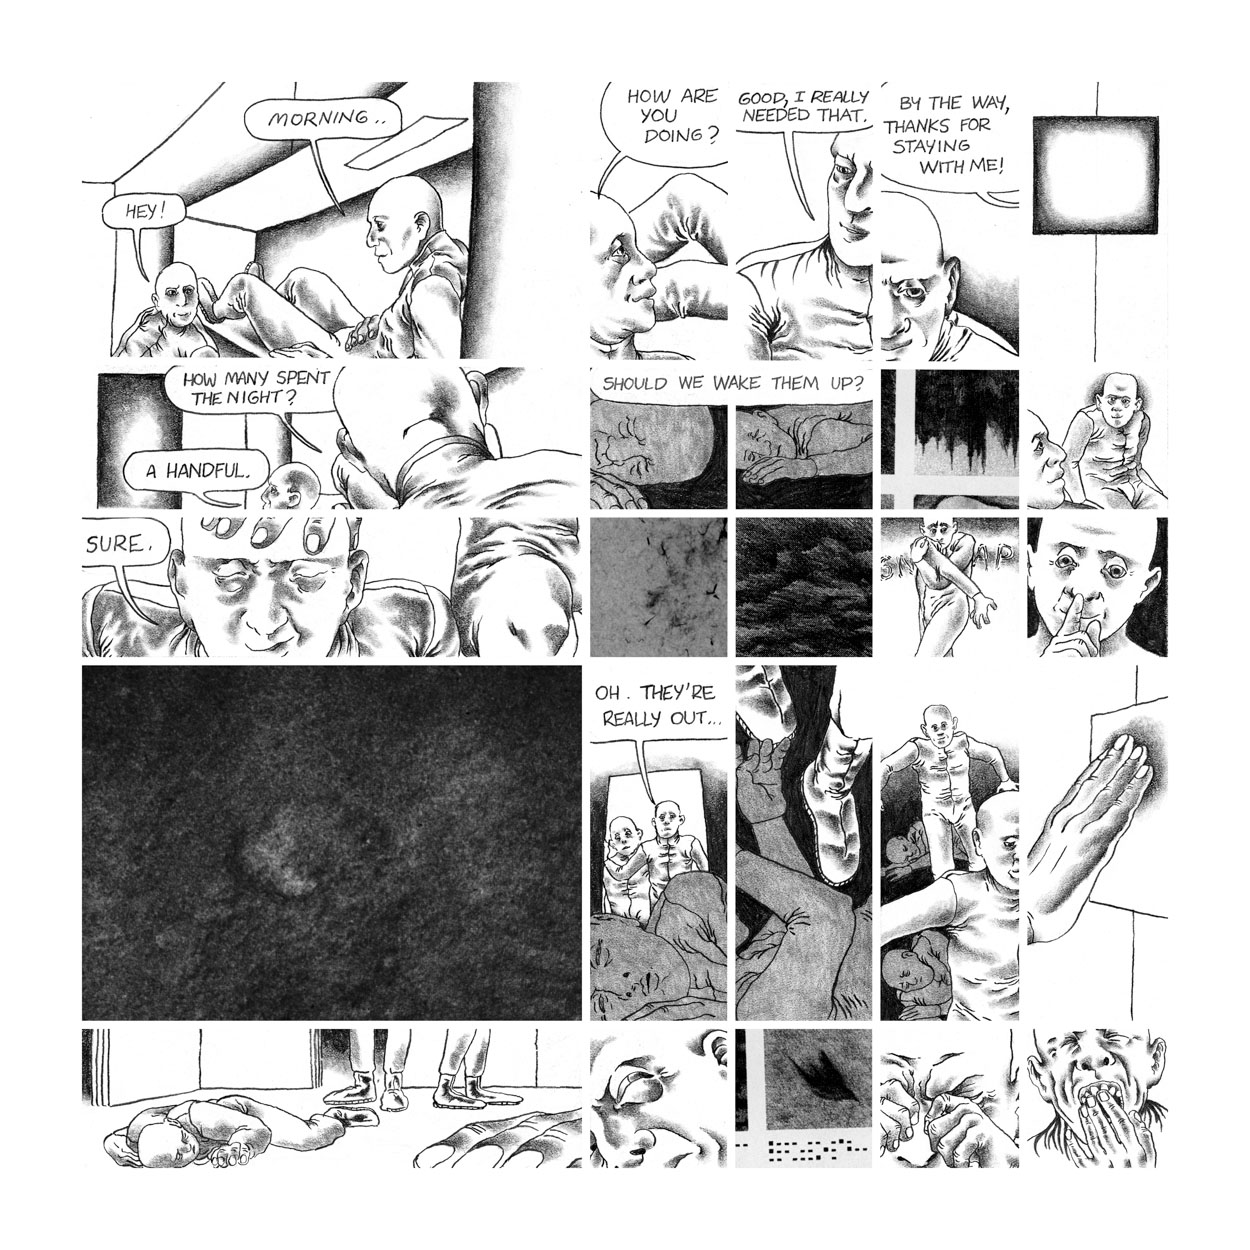 MORNING..
HEY!
HOW ARE
YOU
DOING?
GOOD, I REALLY
NEEDED THAT.
BY THE WAY,
THANKS FOR
STAYING
WITH ME!
HOW MANY SPENT
THE NIGHT?
A HANDFUL.
SHOULD WE WAKE THEM UP?
SURE.
OH. THEY'RE
REALLY OUT...